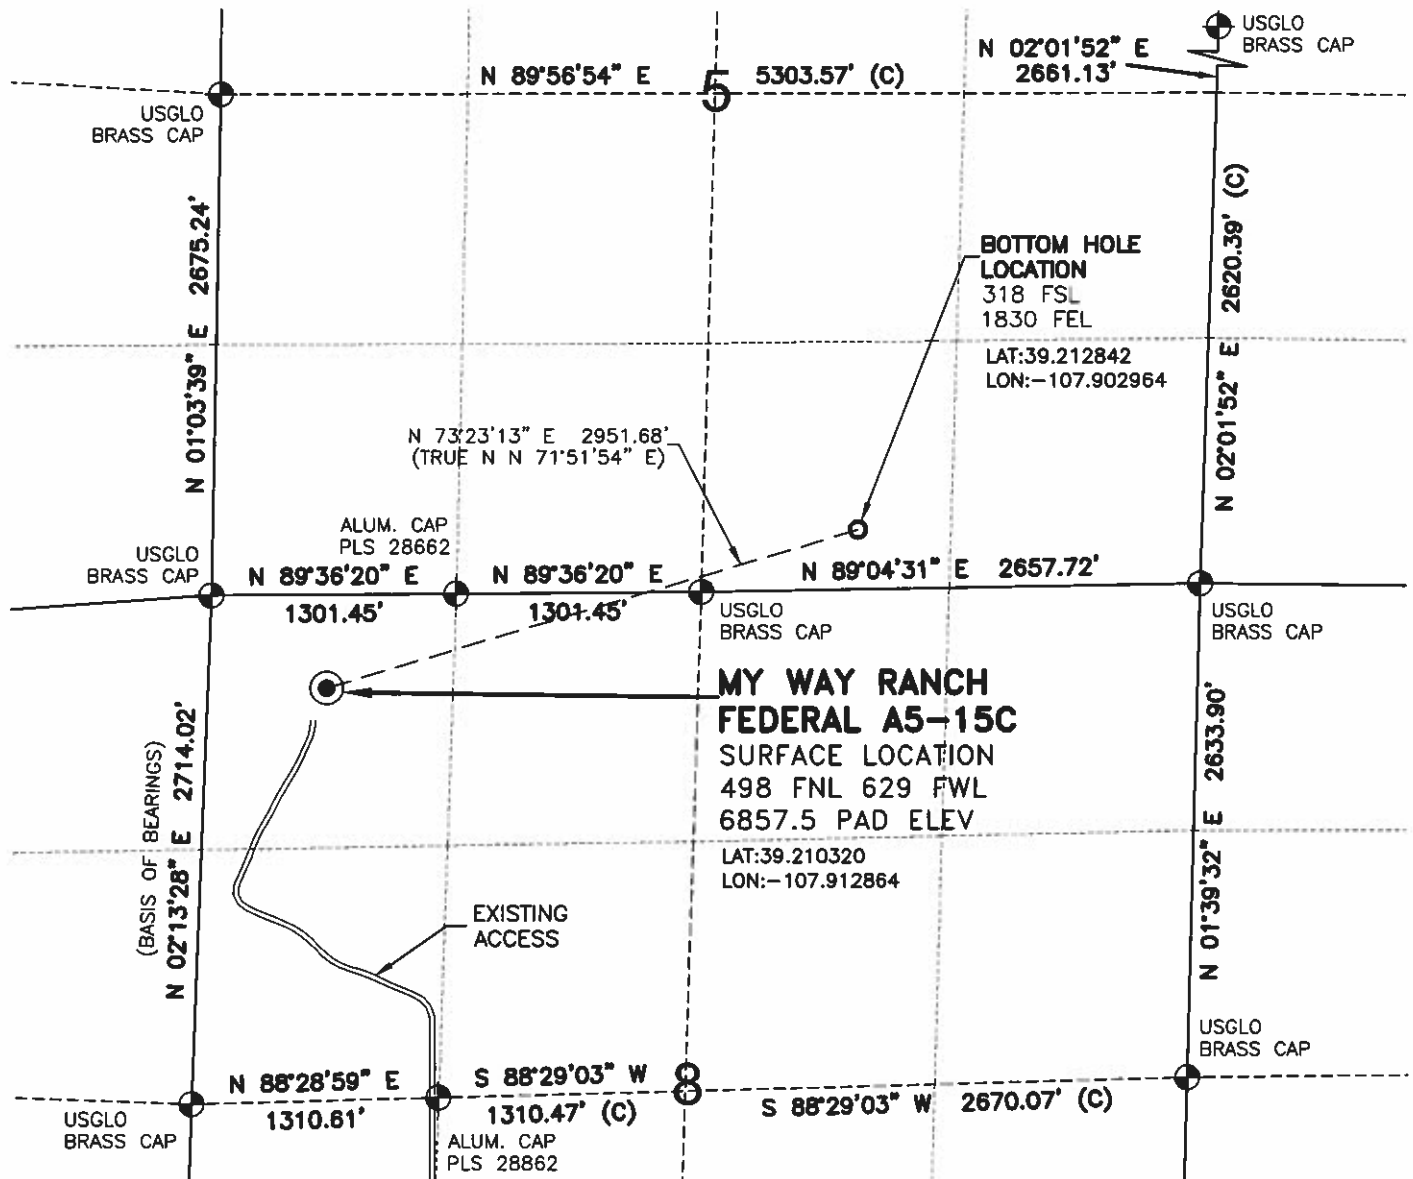 USGLO
BRASS CAP
N 02°01'52" E
2661.13'
N 89°56'54" E
5
5303.57' (C)
USGLO
BRASS CAP
N 01°03'39" E 2675.24'
N 02°01'52" E 2620.39' (C)
BOTTOM HOLE
LOCATION
318 FSL
1830 FEL
LAT:39.212842
LON:-107.902964
N 73°23'13" E 2951.68'
(TRUE N N 71°51'54" E)
ALUM. CAP
PLS 28662
USGLO
BRASS CAP
N 89°36'20" E
1301.45'
N 89°36'20" E
1301.45'
N 89°04'31" E 2657.72'
USGLO
BRASS CAP
USGLO
BRASS CAP
MY WAY RANCH
FEDERAL A5-15C
SURFACE LOCATION
498 FNL 629 FWL
6857.5 PAD ELEV
LAT:39.210320
LON:-107.912864
(BASIS OF BEARINGS)
N 02°13'28" E 2714.02'
N 01°39'32" E 2633.90'
EXISTING
ACCESS
USGLO
BRASS CAP
N 88°28'59" E
1310.61'
S 88°29'03" W
1310.47' (C)
8
S 88°29'03" W 2670.07' (C)
USGLO
BRASS CAP
ALUM. CAP
PLS 28862